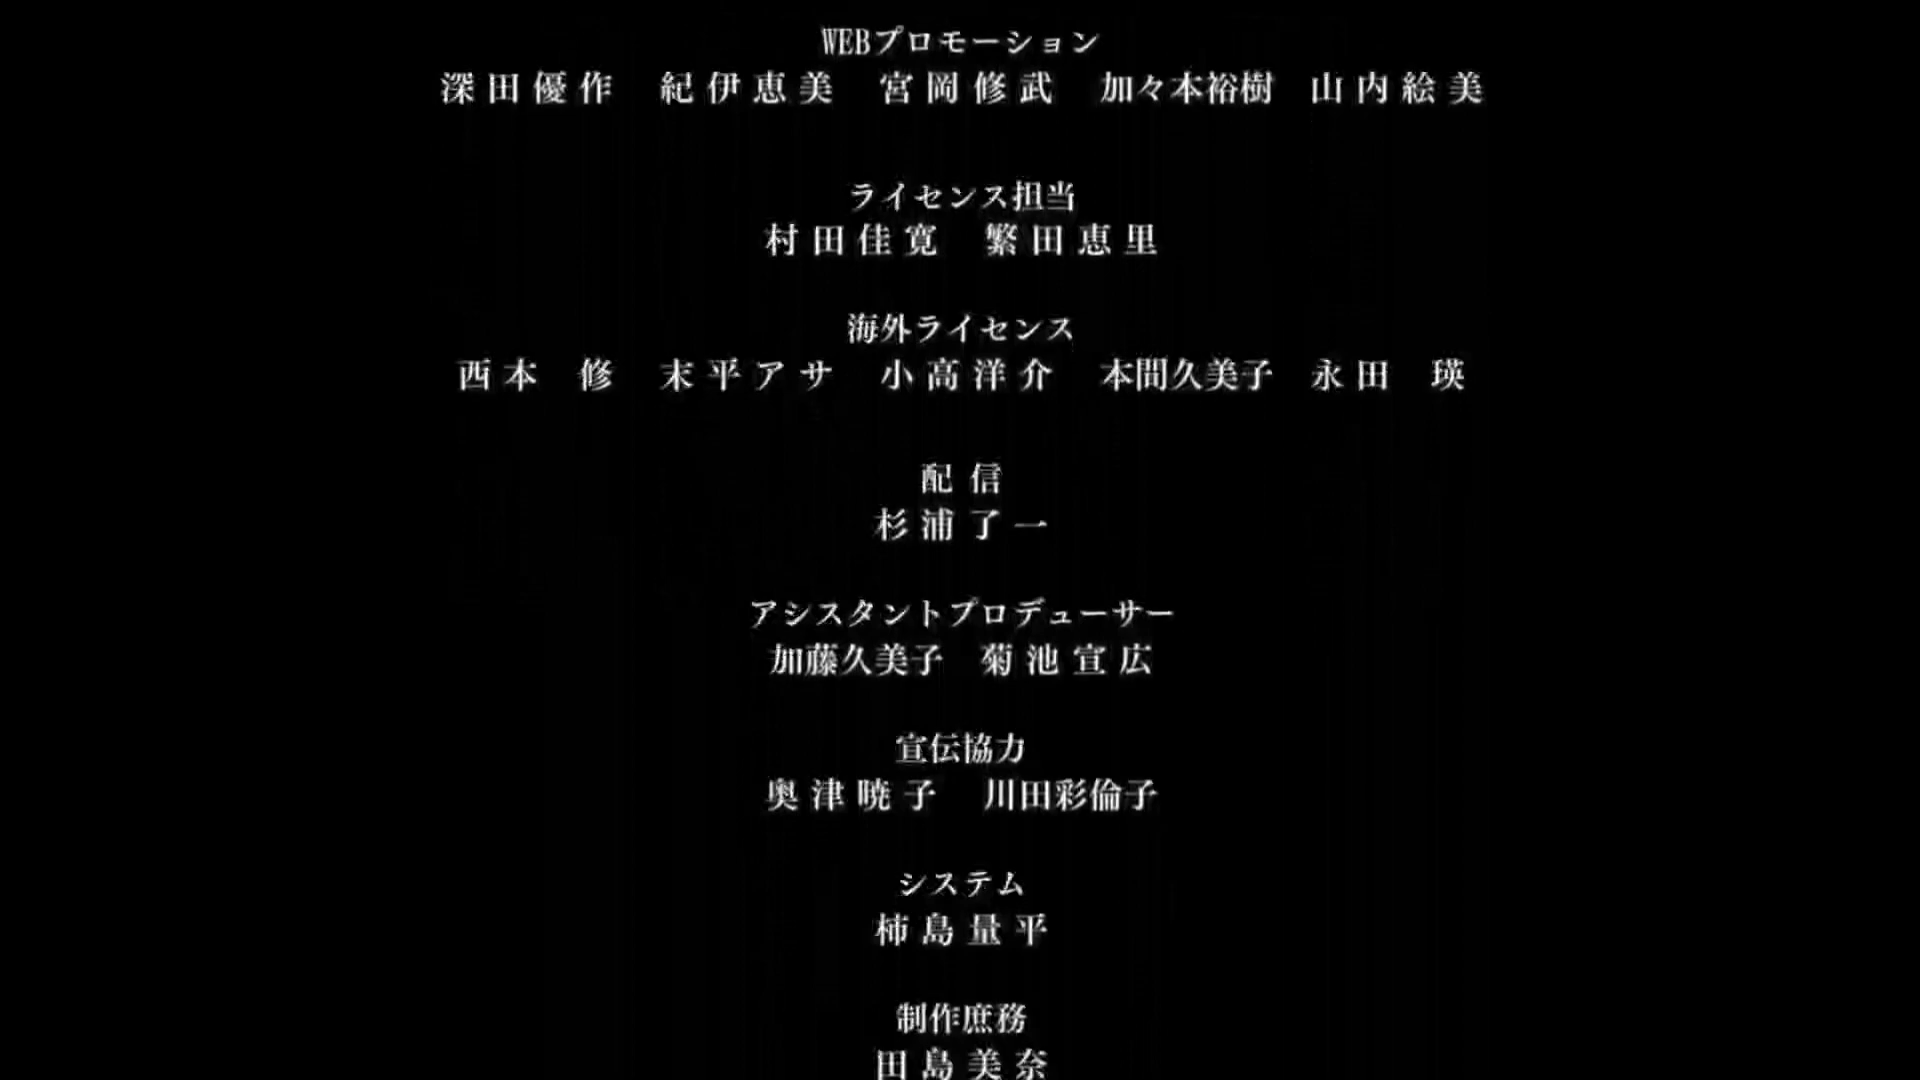 WEBプロモーション
深田優作　紀伊恵美　宮岡修武　加々本裕樹　山内絵美
ライセンス担当
村田佳寛　繁田恵里
海外ライセンス
西本　修　末平アサ　小高洋介　本間久美子　永田　瑛
配信
杉浦了一
アシスタントプロデューサー
加藤久美子　菊池宣広
宣伝協力
奥津暁子　川田彩倫子
システム
柿島量平
制作庶務
田島美奈